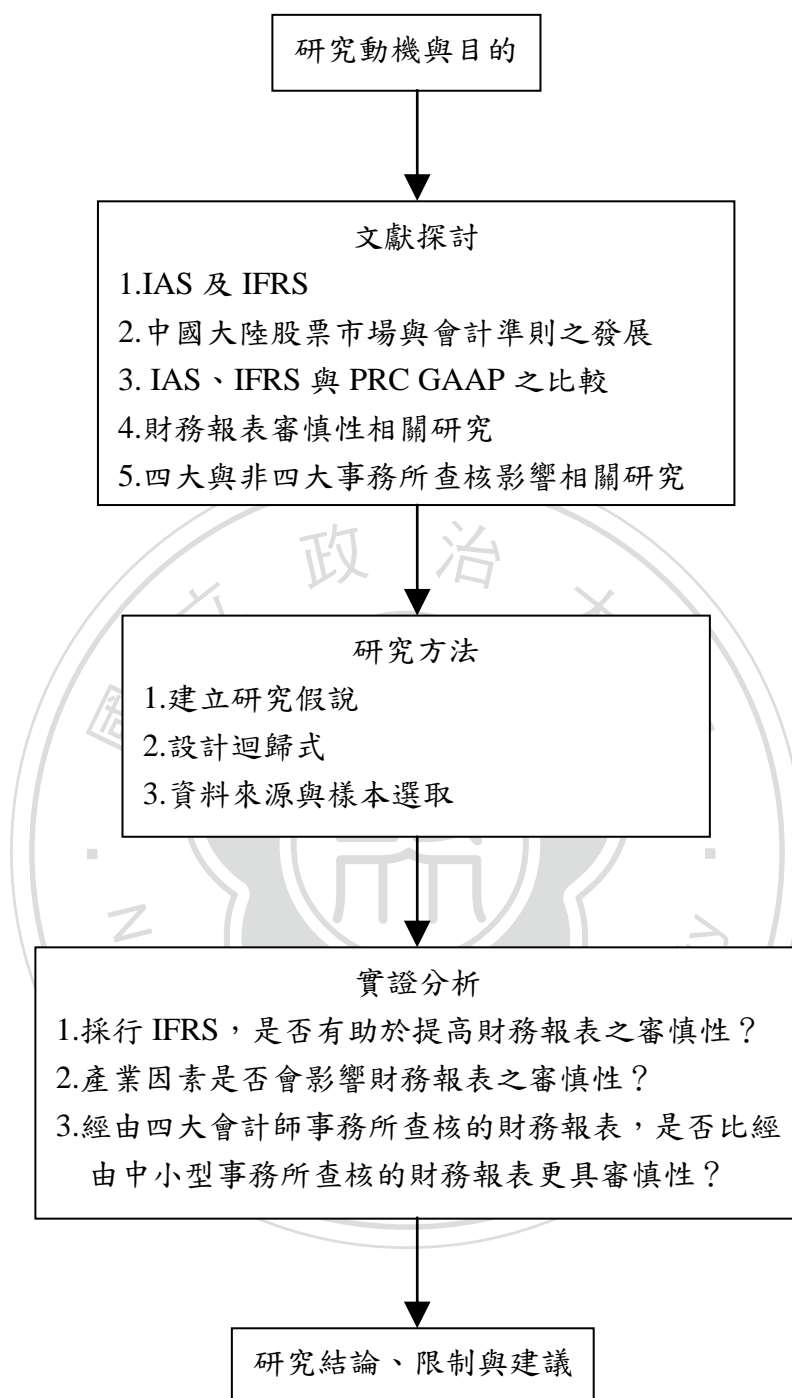 研究動機與目的
文獻探討
1.IAS 及 IFRS
2.中國大陸股票市場與會計準則之發展
3. IAS、IFRS 與 PRC GAAP 之比較
4.財務報表審慎性相關研究
5.四大與非四大事務所查核影響相關研究
政 治
立
研究方法
1.建立研究假說
2.設計迴歸式
3.資料來源與樣本選取
N
實證分析
1.採行 IFRS，是否有助於提高財務報表之審慎性？
2.產業因素是否會影響財務報表之審慎性？
3.經由四大會計師事務所查核的財務報表，是否比經
由中小型事務所查核的財務報表更具審慎性？
研究結論、限制與建議